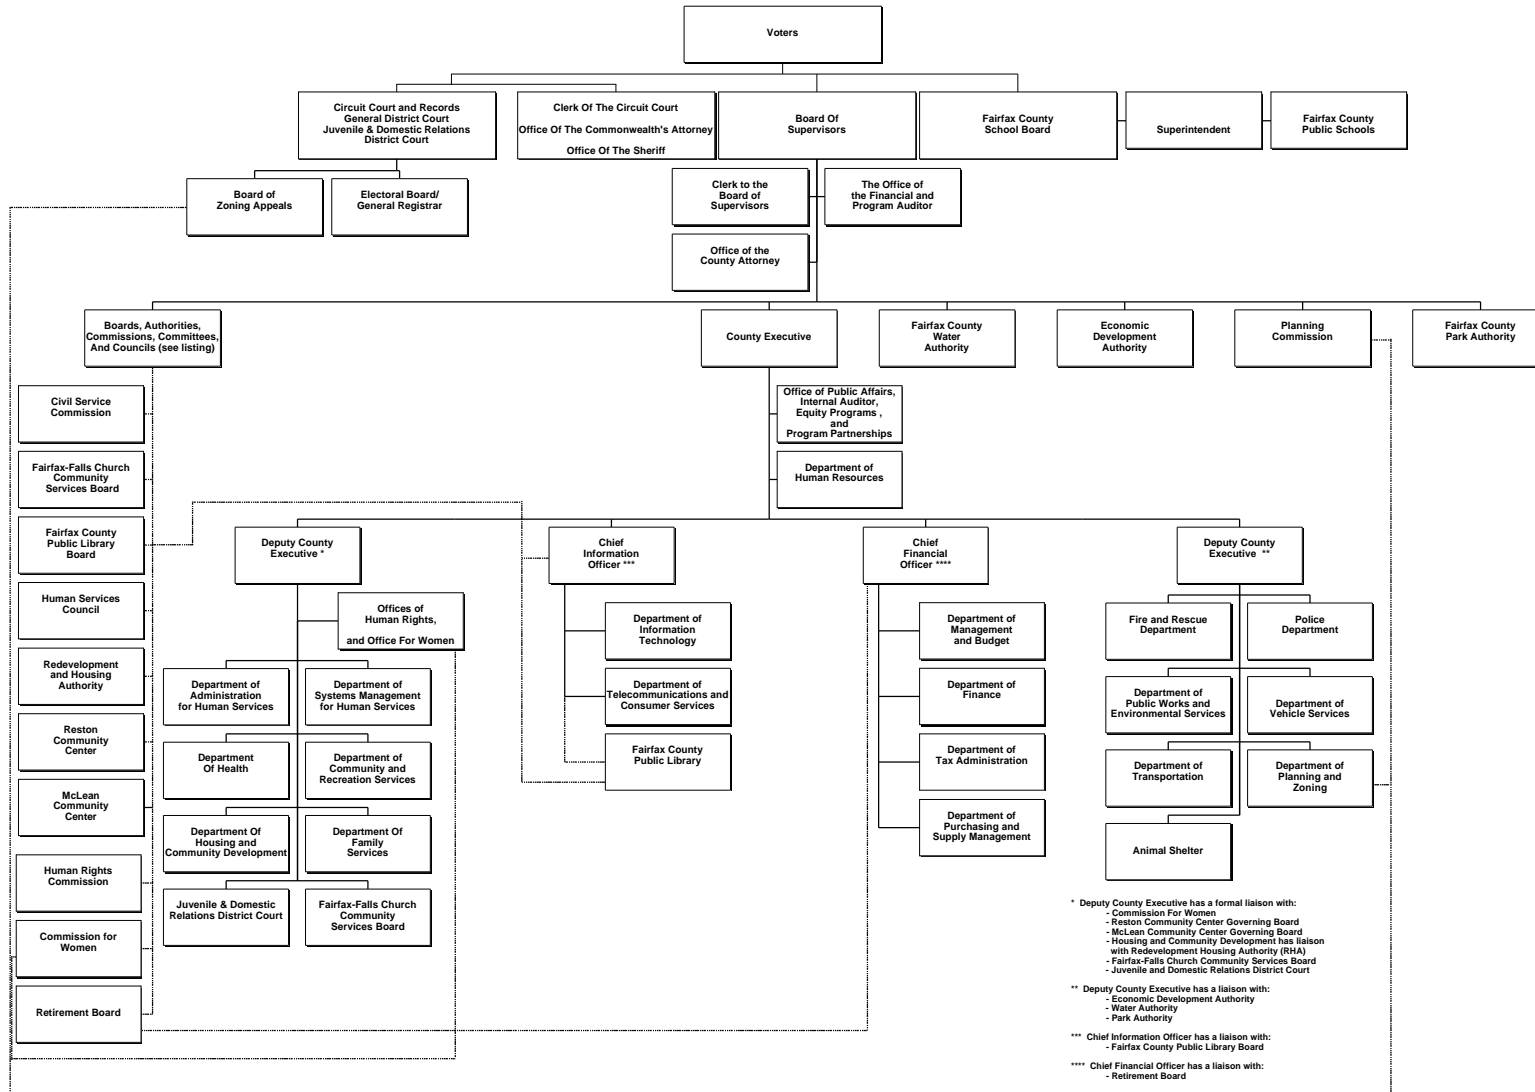 Voters
Circuit Court and Records
General District Court
Juvenile & Domestic Relations
District Court
Clerk Of The Circuit Court
Office Of The Commonwealth's Attorney
Office Of The Sheriff
Board Of
Supervisors
Fairfax County
School Board
Superintendent
Fairfax County
Public Schools
Board of
Zoning Appeals
Electoral Board/
General Registrar
Clerk to the
Board of
Supervisors
The Office of
the Financial and
Program Auditor
Office of the
County Attorney
Boards, Authorities,
Commissions, Committees,
And Councils (see listing)
County Executive
Fairfax County
Water
Authority
Economic
Development
Authority
Planning
Commission
Fairfax County
Park Authority
Civil Service
Commission
Fairfax-Falls Church
Community
Services Board
Fairfax County
Public Library
Board
Human Services
Council
Redevelopment
and Housing
Authority
Reston
Community
Center
McLean
Community
Center
Human Rights
Commission
Commission for
Women
Retirement Board
Office of Public Affairs,
Internal Auditor,
Equity Programs ,
and
Program Partnerships
Department of
Human Resources
Deputy County
Executive *
Chief
Information
Officer ***
Chief
Financial
Officer ****
Deputy County
Executive **
Offices of
Human Rights,
and Office For Women
Department of
Administration
for Human Services
Department of
Systems Management
for Human Services
Department
Of Health
Department of
Community and
Recreation Services
Department Of
Housing and
Community Development
Department Of
Family
Services
Juvenile & Domestic
Relations District Court
Fairfax-Falls Church
Community
Services Board
Department of
Information
Technology
Department of
Telecommunications and
Consumer Services
Fairfax County
Public Library
Department of
Management
and Budget
Department of
Finance
Department of
Tax Administration
Department of
Purchasing and
Supply Management
Fire and Rescue
Department
Police
Department
Department of
Public Works and
Environmental Services
Department of
Vehicle Services
Department of
Transportation
Department of
Planning and
Zoning
Animal Shelter
* Deputy County Executive has a formal liaison with:
- Commission For Women
- Reston Community Center Governing Board
- McLean Community Center Governing Board
- Housing and Community Development has liaison
with Redevelopment Housing Authority (RHA)
- Fairfax-Falls Church Community Services Board
- Juvenile and Domestic Relations District Court
** Deputy County Executive has a liaison with:
- Economic Development Authority
- Water Authority
- Park Authority
*** Chief Information Officer has a liaison with:
- Fairfax County Public Library Board
**** Chief Financial Officer has a liaison with:
- Retirement Board